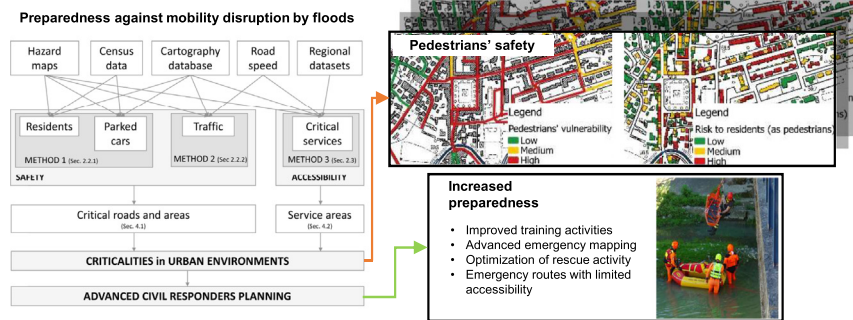 Preparedness against mobility disruption by floods
Hazard
maps
Census
data
Cartography
database
Road
speed
Regional
datasets
Residents
Parked
cars
Traffic
Critical
services
METHOD 1 (Sec. 2.2.1)
METHOD 2 (Sec. 2.2.2)
METHOD 3 (Sec. 2.3)
SAFETY
ACCESSIBILITY
Critical roads and areas
(Sec. 4.1)
Service areas
(Sec. 4.2)
CRITICALITIES in URBAN ENVIRONMENTS
ADVANCED CIVIL RESPONDERS PLANNING
Pedestrians' safety
Legend
Pedestrians' vulnerability
Low
Medium
High
Legend
Risk to residents (as pedestrians)
Low
Medium
High
Increased
preparedness
• Improved training activities
• Advanced emergency mapping
• Optimization of rescue activity
• Emergency routes with limited
accessibility